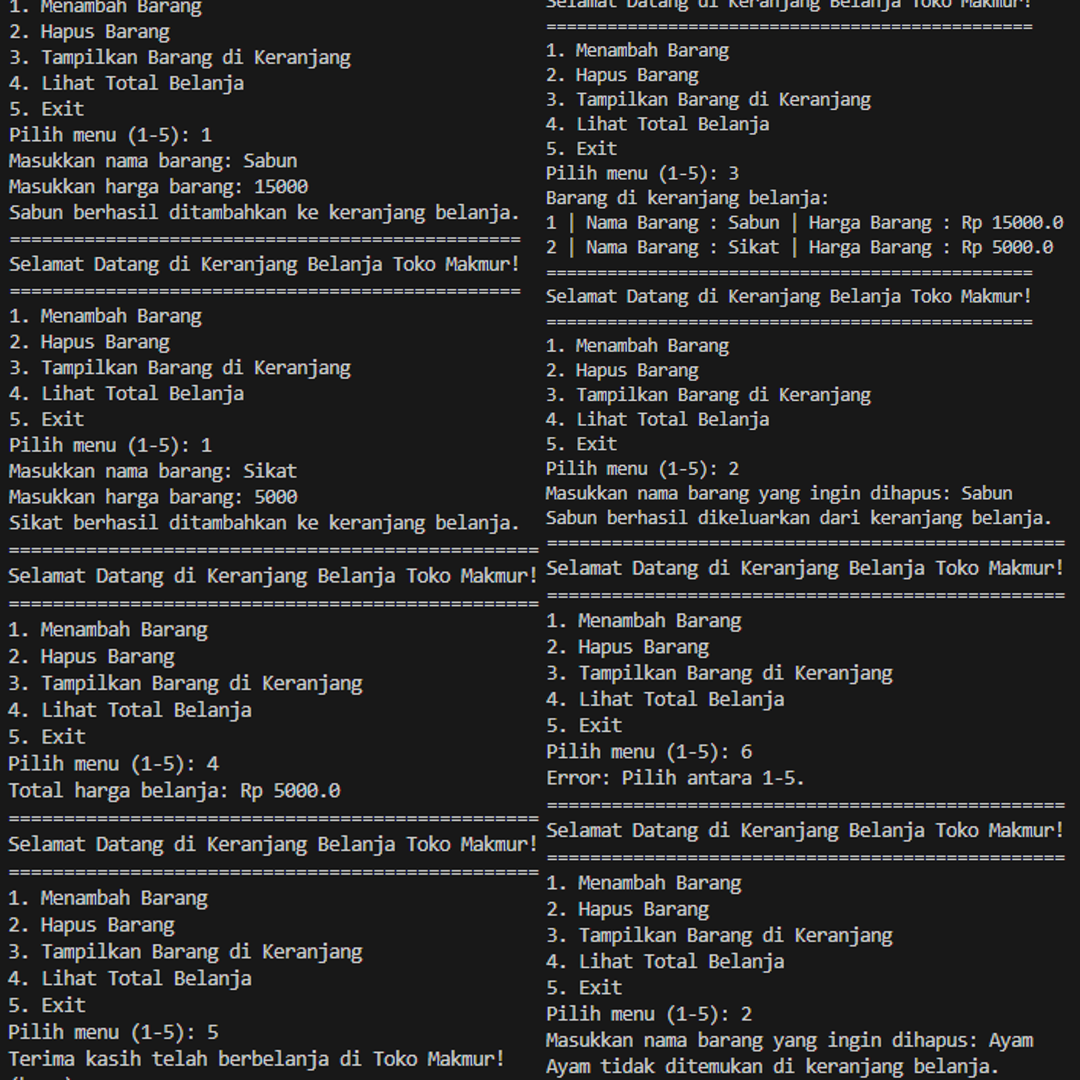 1. Menambah Barang
2. Hapus Barang
3. Tampilkan Barang di Keranjang
4. Lihat Total Belanja
5. Exit
Pilih menu (1-5): 1
Masukkan nama barang: Sabun
Masukkan harga barang: 15000
Sabun berhasil ditambahkan ke keranjang belanja.
================================================
Selamat Datang di Keranjang Belanja Toko Makmur!
================================================
1. Menambah Barang
2. Hapus Barang
3. Tampilkan Barang di Keranjang
4. Lihat Total Belanja
5. Exit
Pilih menu (1-5): 1
Masukkan nama barang: Sikat
Masukkan harga barang: 5000
Sikat berhasil ditambahkan ke keranjang belanja.
================================================
Selamat Datang di Keranjang Belanja Toko Makmur!
================================================
1. Menambah Barang
2. Hapus Barang
3. Tampilkan Barang di Keranjang
4. Lihat Total Belanja
5. Exit
Pilih menu (1-5): 4
Total harga belanja: Rp 5000.0
================================================
Selamat Datang di Keranjang Belanja Toko Makmur!
================================================
1. Menambah Barang
2. Hapus Barang
3. Tampilkan Barang di Keranjang
4. Lihat Total Belanja
5. Exit
Pilih menu (1-5): 5
Terima kasih telah berbelanja di Toko Makmur!
Selamat Datang di Keranjang Belanja Toko Makmur!
================================================
1. Menambah Barang
2. Hapus Barang
3. Tampilkan Barang di Keranjang
4. Lihat Total Belanja
5. Exit
Pilih menu (1-5): 3
Barang di keranjang belanja:
1 | Nama Barang : Sabun | Harga Barang : Rp 15000.0
2 | Nama Barang : Sikat | Harga Barang : Rp 5000.0
================================================
Selamat Datang di Keranjang Belanja Toko Makmur!
================================================
1. Menambah Barang
2. Hapus Barang
3. Tampilkan Barang di Keranjang
4. Lihat Total Belanja
5. Exit
Pilih menu (1-5): 2
Masukkan nama barang yang ingin dihapus: Sabun
Sabun berhasil dikeluarkan dari keranjang belanja.
================================================
Selamat Datang di Keranjang Belanja Toko Makmur!
================================================
1. Menambah Barang
2. Hapus Barang
3. Tampilkan Barang di Keranjang
4. Lihat Total Belanja
5. Exit
Pilih menu (1-5): 6
Error: Pilih antara 1-5.
================================================
Selamat Datang di Keranjang Belanja Toko Makmur!
================================================
1. Menambah Barang
2. Hapus Barang
3. Tampilkan Barang di Keranjang
4. Lihat Total Belanja
5. Exit
Pilih menu (1-5): 2
Masukkan nama barang yang ingin dihapus: Ayam
Ayam tidak ditemukan di keranjang belanja.